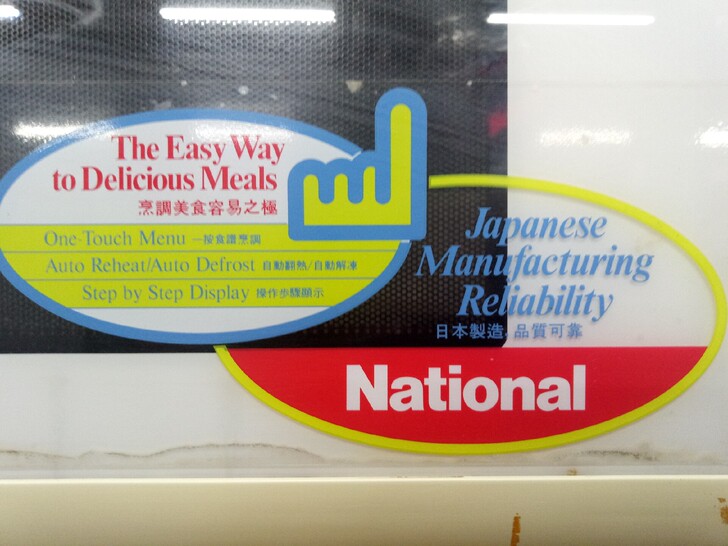 The Easy Way
to Delicious Meals
烹調美食容易之極
One-Touch Menu 一按食譜烹調
Auto Reheat/Auto Defrost 自動翻熱/自動解凍
Step by Step Display 操作步驟顯示
Japanese
Manufacturing
Reliability
日本製造,品質可靠
National